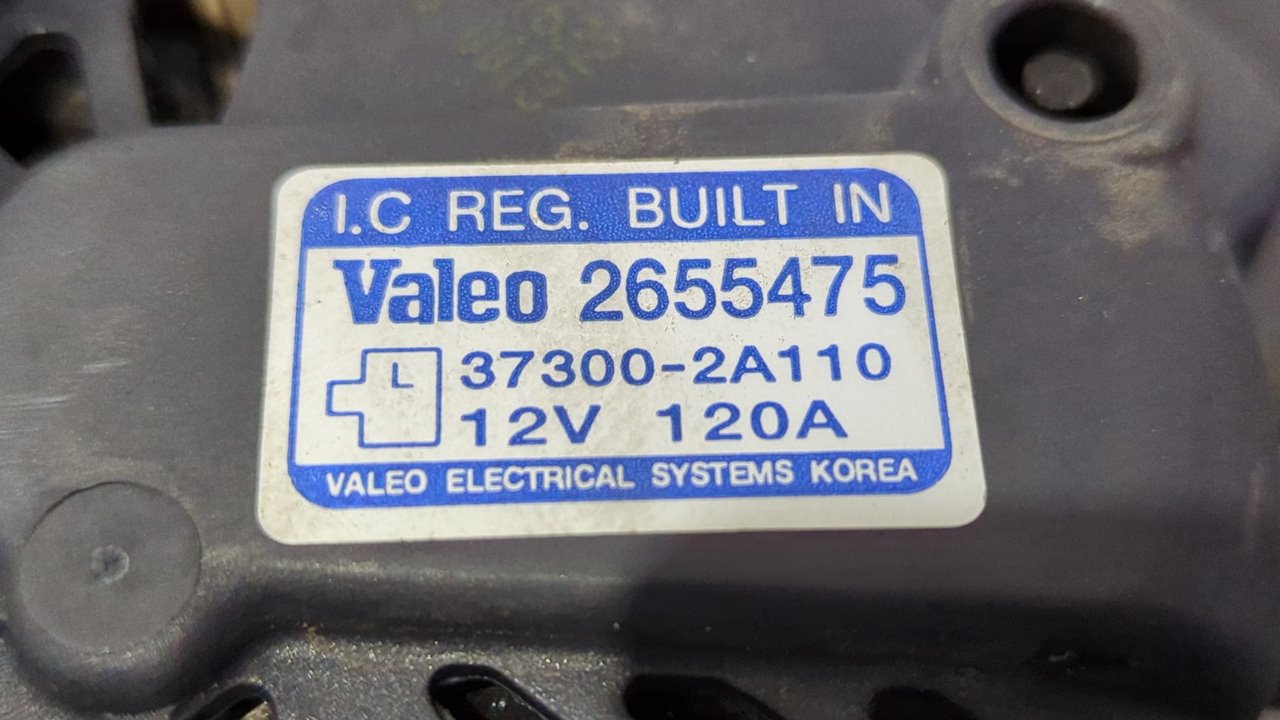 I.C REG. BUILT IN
Valeo 2655475
L 37300-2A110
12V 120A
VALEO ELECTRICAL SYSTEMS KOREA